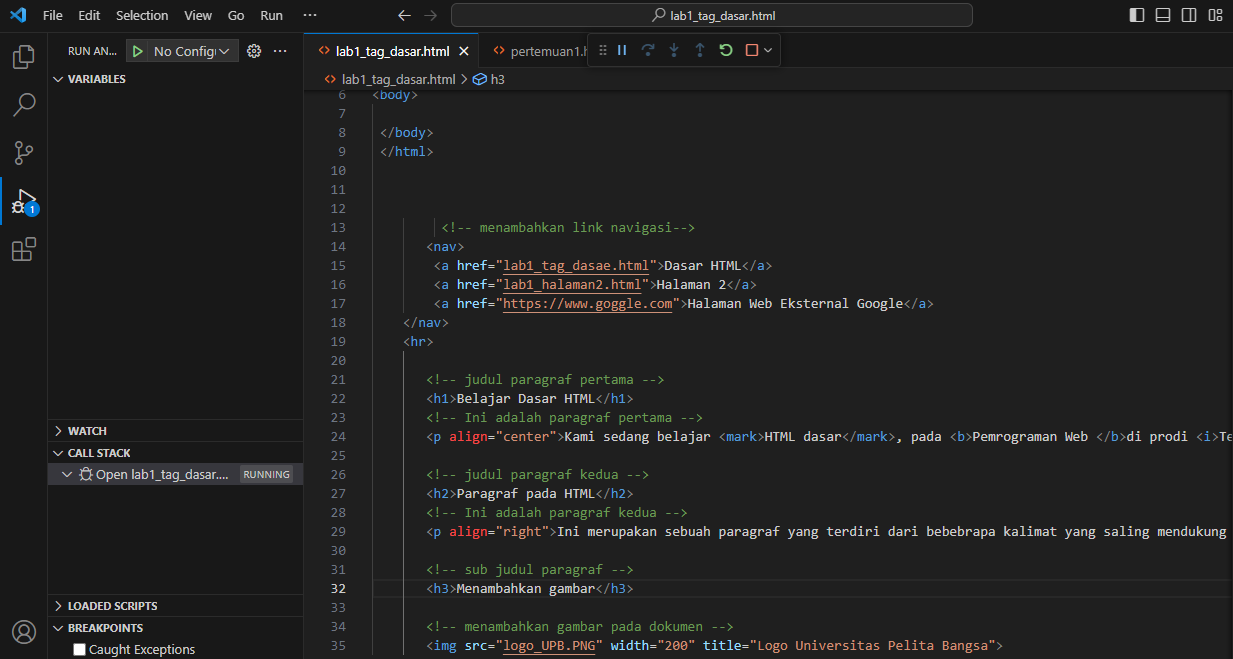 File Edit Selection View Go Run ··· lab1_tag_dasar.html
RUN AN... No Config
lab1_tag_dasar.html pertemuan1.h
VARIABLES
lab1_tag_dasar.html > h3
6 <body>
7
8 </body>
9 </html>
10
11
12
13 <!-- menambahkan link navigasi-->
14 <nav>
15 <a href="lab1_tag_dasae.html">Dasar HTML</a>
16 <a href="lab1_halaman2.html">Halaman 2</a>
17 <a href="https://www.goggle.com">Halaman Web Eksternal Google</a>
18 </nav>
19 <hr>
20
21 <!-- judul paragraf pertama -->
22 <h1>Belajar Dasar HTML</h1>
23 <!-- Ini adalah paragraf pertama -->
24 <p align="center">Kami sedang belajar <mark>HTML dasar</mark>, pada <b>Pemrograman Web </b>di prodi <i>Te
25
26 <!-- judul paragraf kedua -->
27 <h2>Paragraf pada HTML</h2>
28 <!-- Ini adalah paragraf kedua -->
29 <p align="right">Ini merupakan sebuah paragraf yang terdiri dari bebebrapa kalimat yang saling mendukung
30
31 <!-- sub judul paragraf -->
32 <h3>Menambahkan gambar</h3>
33
34 <!-- menambahkan gambar pada dokumen -->
35 <img src="logo_UPB.PNG" width="200" title="Logo Universitas Pelita Bangsa">
1
WATCH
CALL STACK
Open lab1_tag_dasar.... RUNNING
LOADED SCRIPTS
BREAKPOINTS
Caught Exceptions